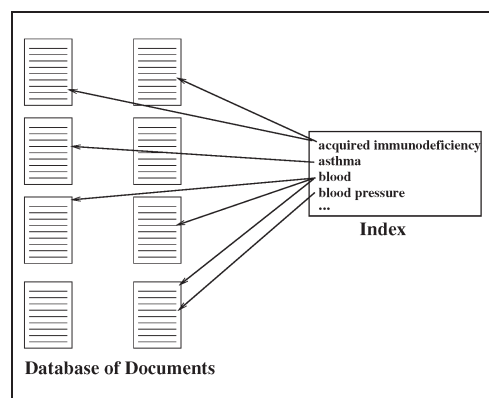 acquired immunodeficiency
asthma
blood
blood pressure
...
Index
Database of Documents